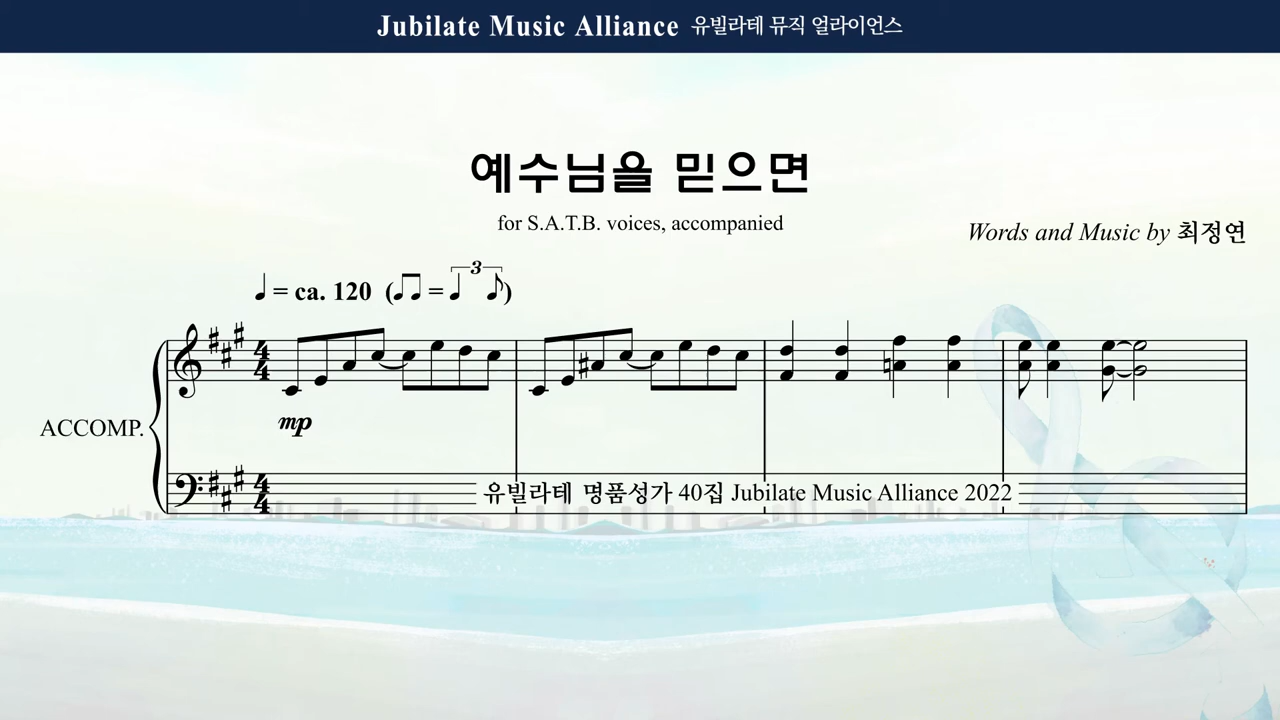 Jubilate Music Alliance 유빌라테 뮤직 얼라이언스
예수님을 믿으면
for S.A.T.B. voices, accompanied
Words and Music by 최정연
= ca. 120 ( = 3 )
mp
ACCOMP.
유빌라테 명품성가 40집 Jubilate Music Alliance 2022